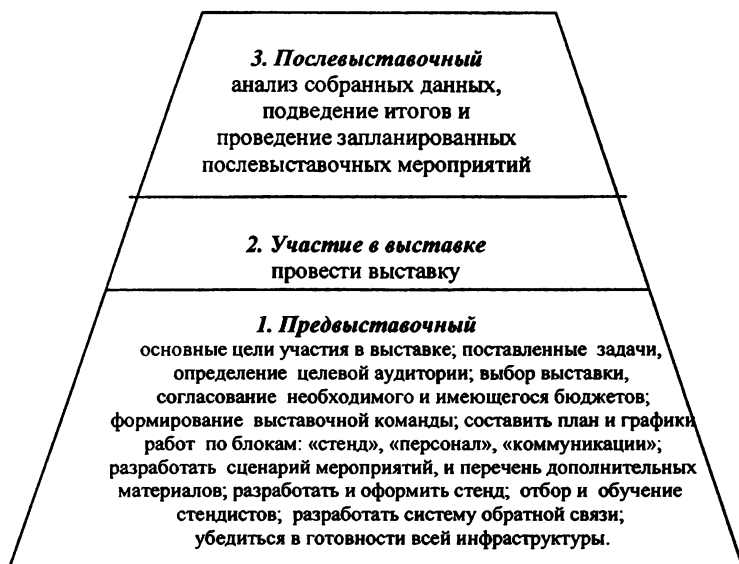 3. Послевыставочный
анализ собранных данных,
подведение итогов и
проведение запланированных
послевыставочных мероприятий
2. Участие в выставке
провести выставку
1. Предвыставочный
основные цели участия в выставке; поставленные задачи,
определение целевой аудитории; выбор выставки,
согласование необходимого и имеющегося бюджетов;
формирование выставочной команды; составить план и графики
работ по блокам: «стенд», «персонал», «коммуникации»;
разработать сценарий мероприятий, и перечень дополнительных
материалов; разработать и оформить стенд; отбор и обучение
стендистов; разработать систему обратной связи;
убедиться в готовности всей инфраструктуры.